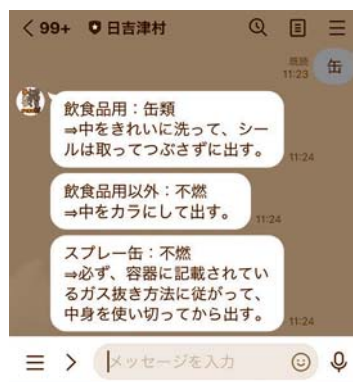 99+ 日吉津村
既読
11:23
缶
飲食品用：缶類
⇒中をきれいに洗って、シー
ルは取ってつぶさずに出す。
11:24
飲食品用以外：不燃
⇒中をカラにして出す。
11:24
スプレー缶：不燃
⇒必ず、容器に記載されてい
るガス抜き方法に従がって、
中身を使い切ってから出す。
11:24
メッセージを入力